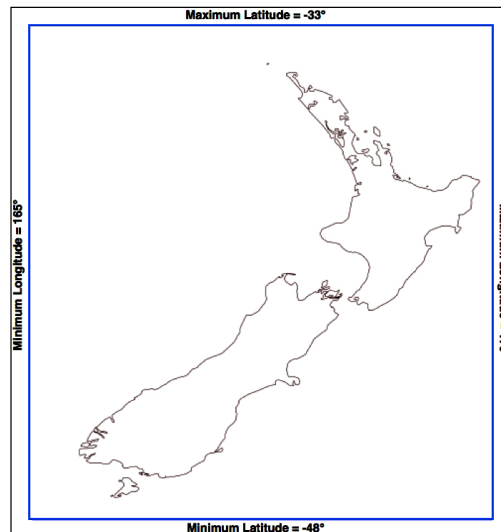 Maximum Latitude = -33°
Minimum Longitude = 165°
Minimum Latitude = -48°